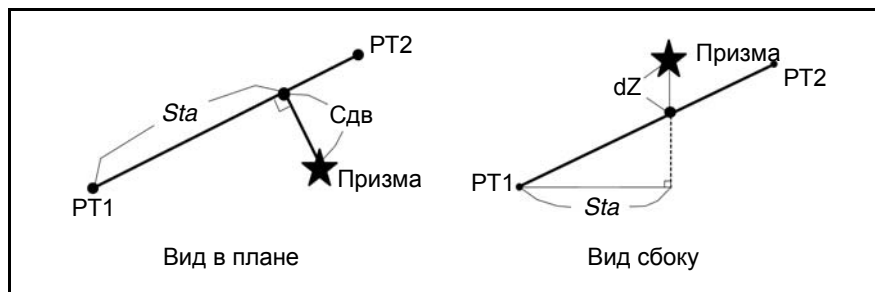 PT2
Sta
Сдв
PT1
Призма
Вид в плане
Призма
PT2
dZ
PT1
Sta
Вид сбоку